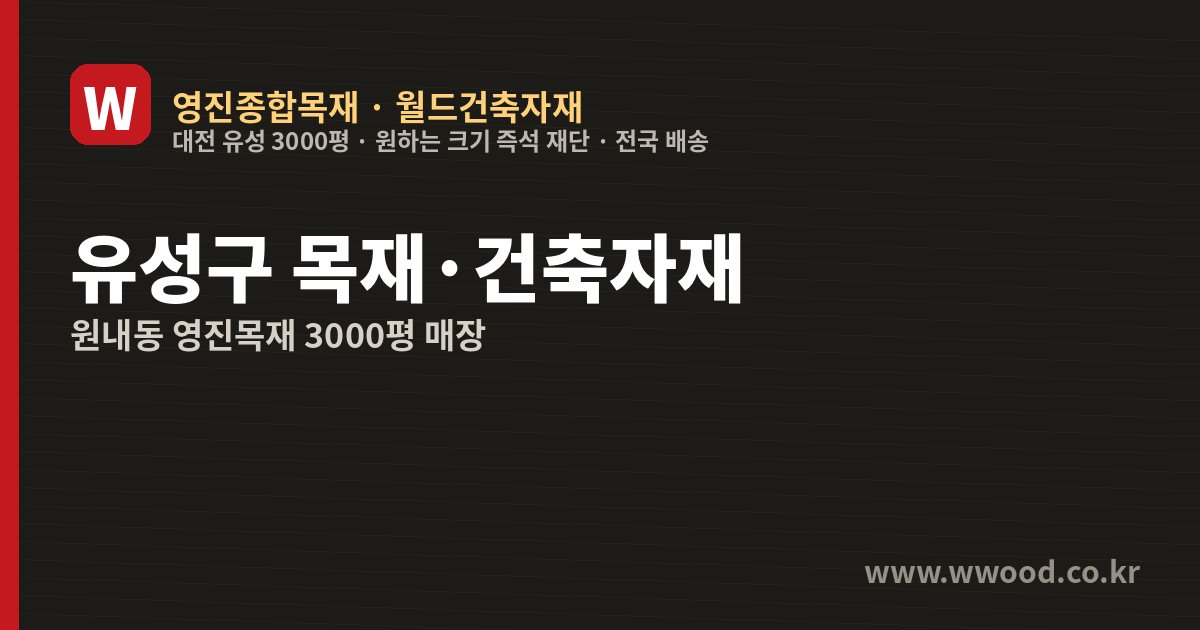 W
영진종합목재 · 월드건축자재
대전 유성 3000평 · 원하는 크기 즉석 재단 · 전국 배송
유성구 목재·건축자재
원내동 영진목재 3000평 매장
www.wwood.co.kr